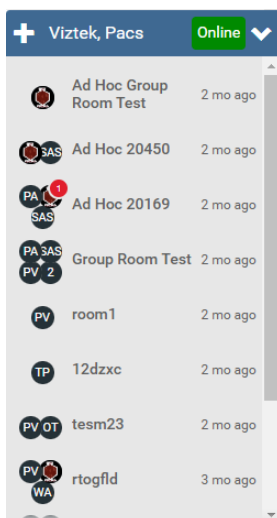 Viztek, Pacs
Online
Ad Hoc Group
Room Test
2 mo ago
SAS
Ad Hoc 20450
2 mo ago
PA
1
SAS
Ad Hoc 20169
2 mo ago
PA SAS
PV 2
Group Room Test
2 mo ago
PV
room1
2 mo ago
TP
12dzxc
2 mo ago
PV OT
tesm23
2 mo ago
PV
WA
rtogfld
3 mo ago